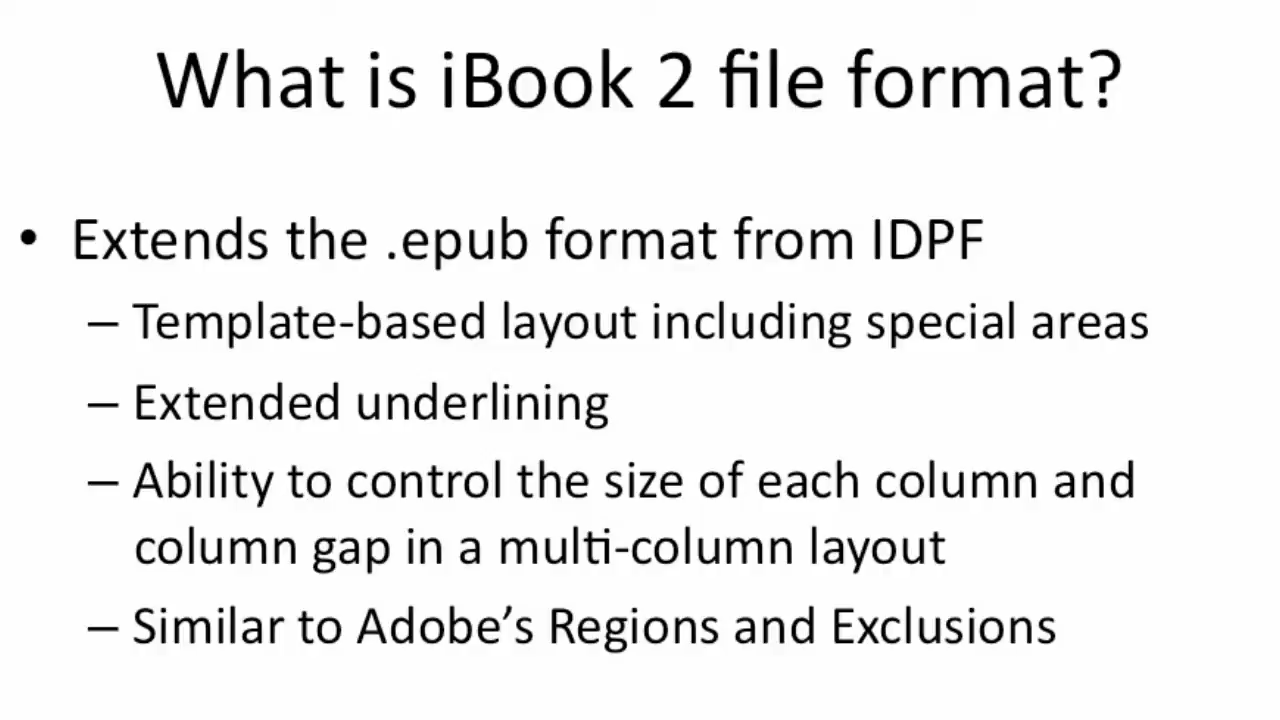 What is iBook 2 file format?
• Extends the .epub format from IDPF
– Template-based layout including special areas
– Extended underlining
– Ability to control the size of each column and
column gap in a multi-column layout
– Similar to Adobe’s Regions and Exclusions